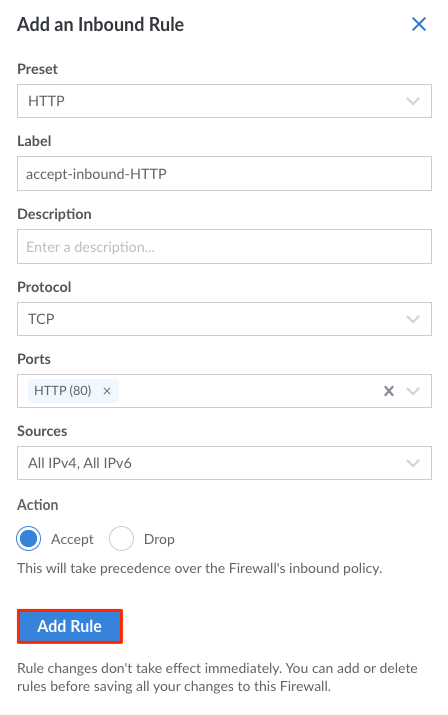 Add an Inbound Rule
Preset
HTTP
Label
accept-inbound-HTTP
Description
Enter a description...
Protocol
TCP
Ports
HTTP (80)
Sources
All IPv4, All IPv6
Action
Accept Drop
This will take precedence over the Firewall's inbound policy.
Add Rule
Rule changes don't take effect immediately. You can add or delete
rules before saving all your changes to this Firewall.